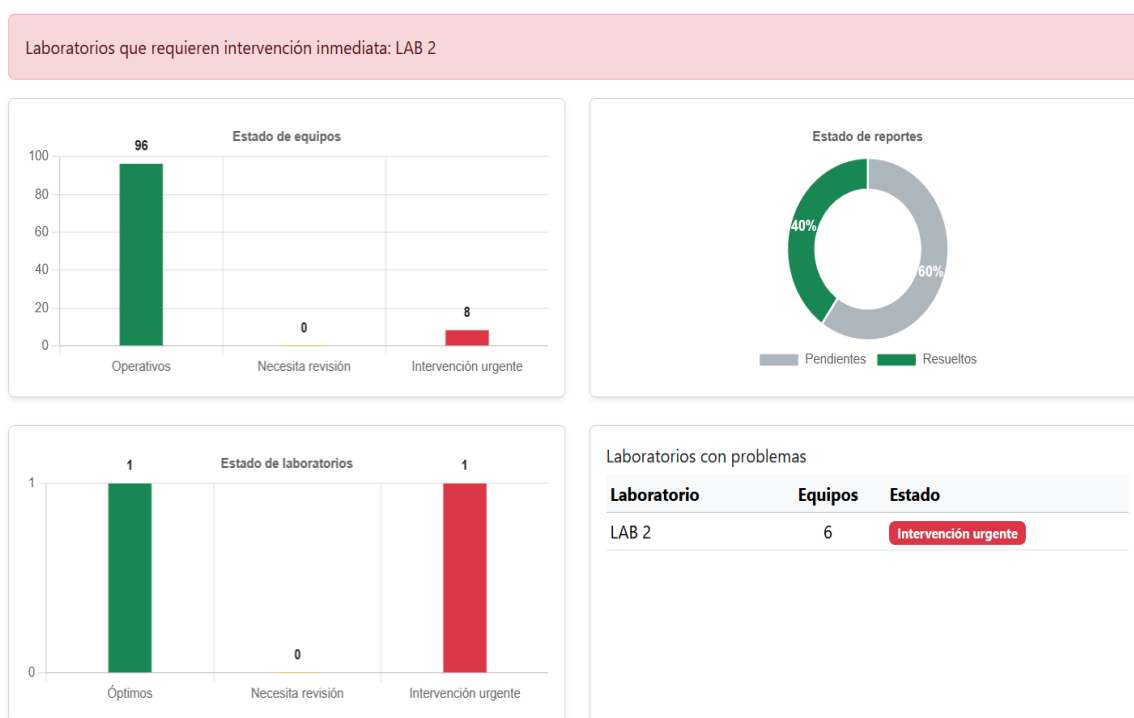 Laboratorios que requieren intervención inmediata: LAB 2
Estado de equipos
96
100
80
60
40
20
0
0
8
Operativos Necesita revisión Intervención urgente
Estado de reportes
40%
60%
Pendientes Resueltos
Estado de laboratorios
1
1
1
0
0
Óptimos Necesita revisión Intervención urgente
Laboratorios con problemas
Laboratorio Equipos Estado
LAB 2 6 Intervención urgente